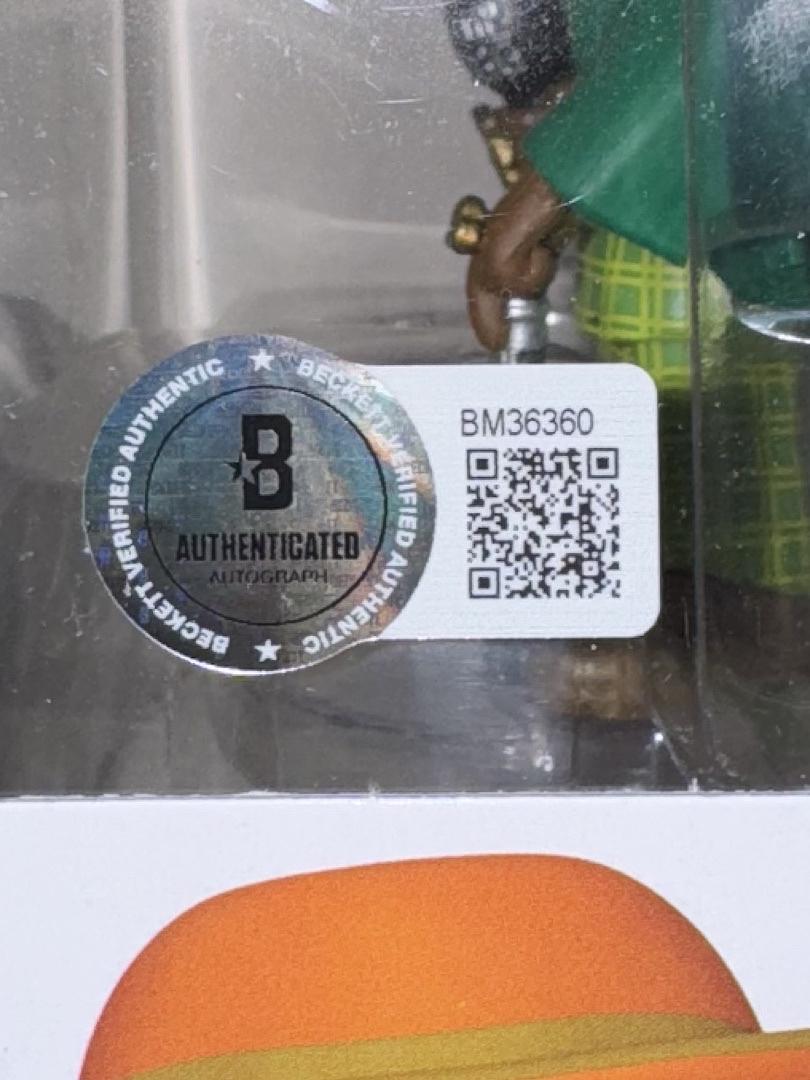 BECKETT VERIFIED AUTHENTIC ★ BECKETT VERIFIED AUTHENTIC ★
B
AUTHENTICATED
AUTOGRAPH
BM36360